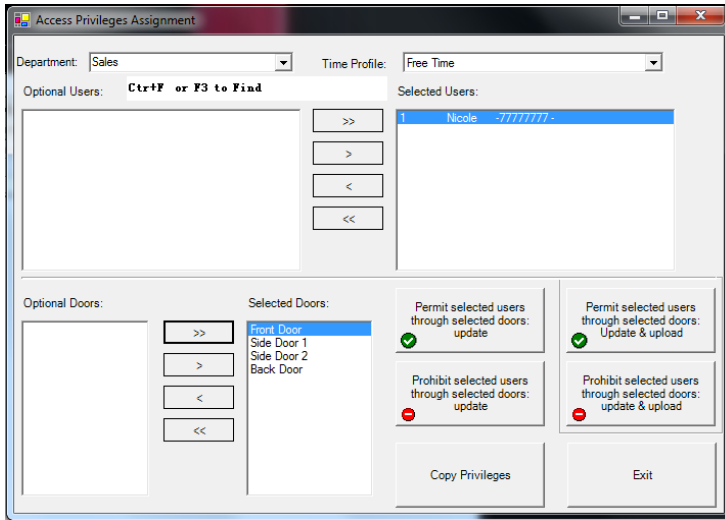 Access Privileges Assignment
Department: Sales Time Profile: Free Time
Optional Users: Ctr+F or F3 to Find Selected Users:
1 Nicole -77777777 -
>>
>
<
<<
Optional Doors: Selected Doors:
>>
>
<
<<
Front Door
Side Door 1
Side Door 2
Back Door
Permit selected users
through selected doors:
update
Permit selected users
through selected doors:
Update & upload
Prohibit selected users
through selected doors:
update
Prohibit selected users
through selected doors:
update & upload
Copy Privileges
Exit